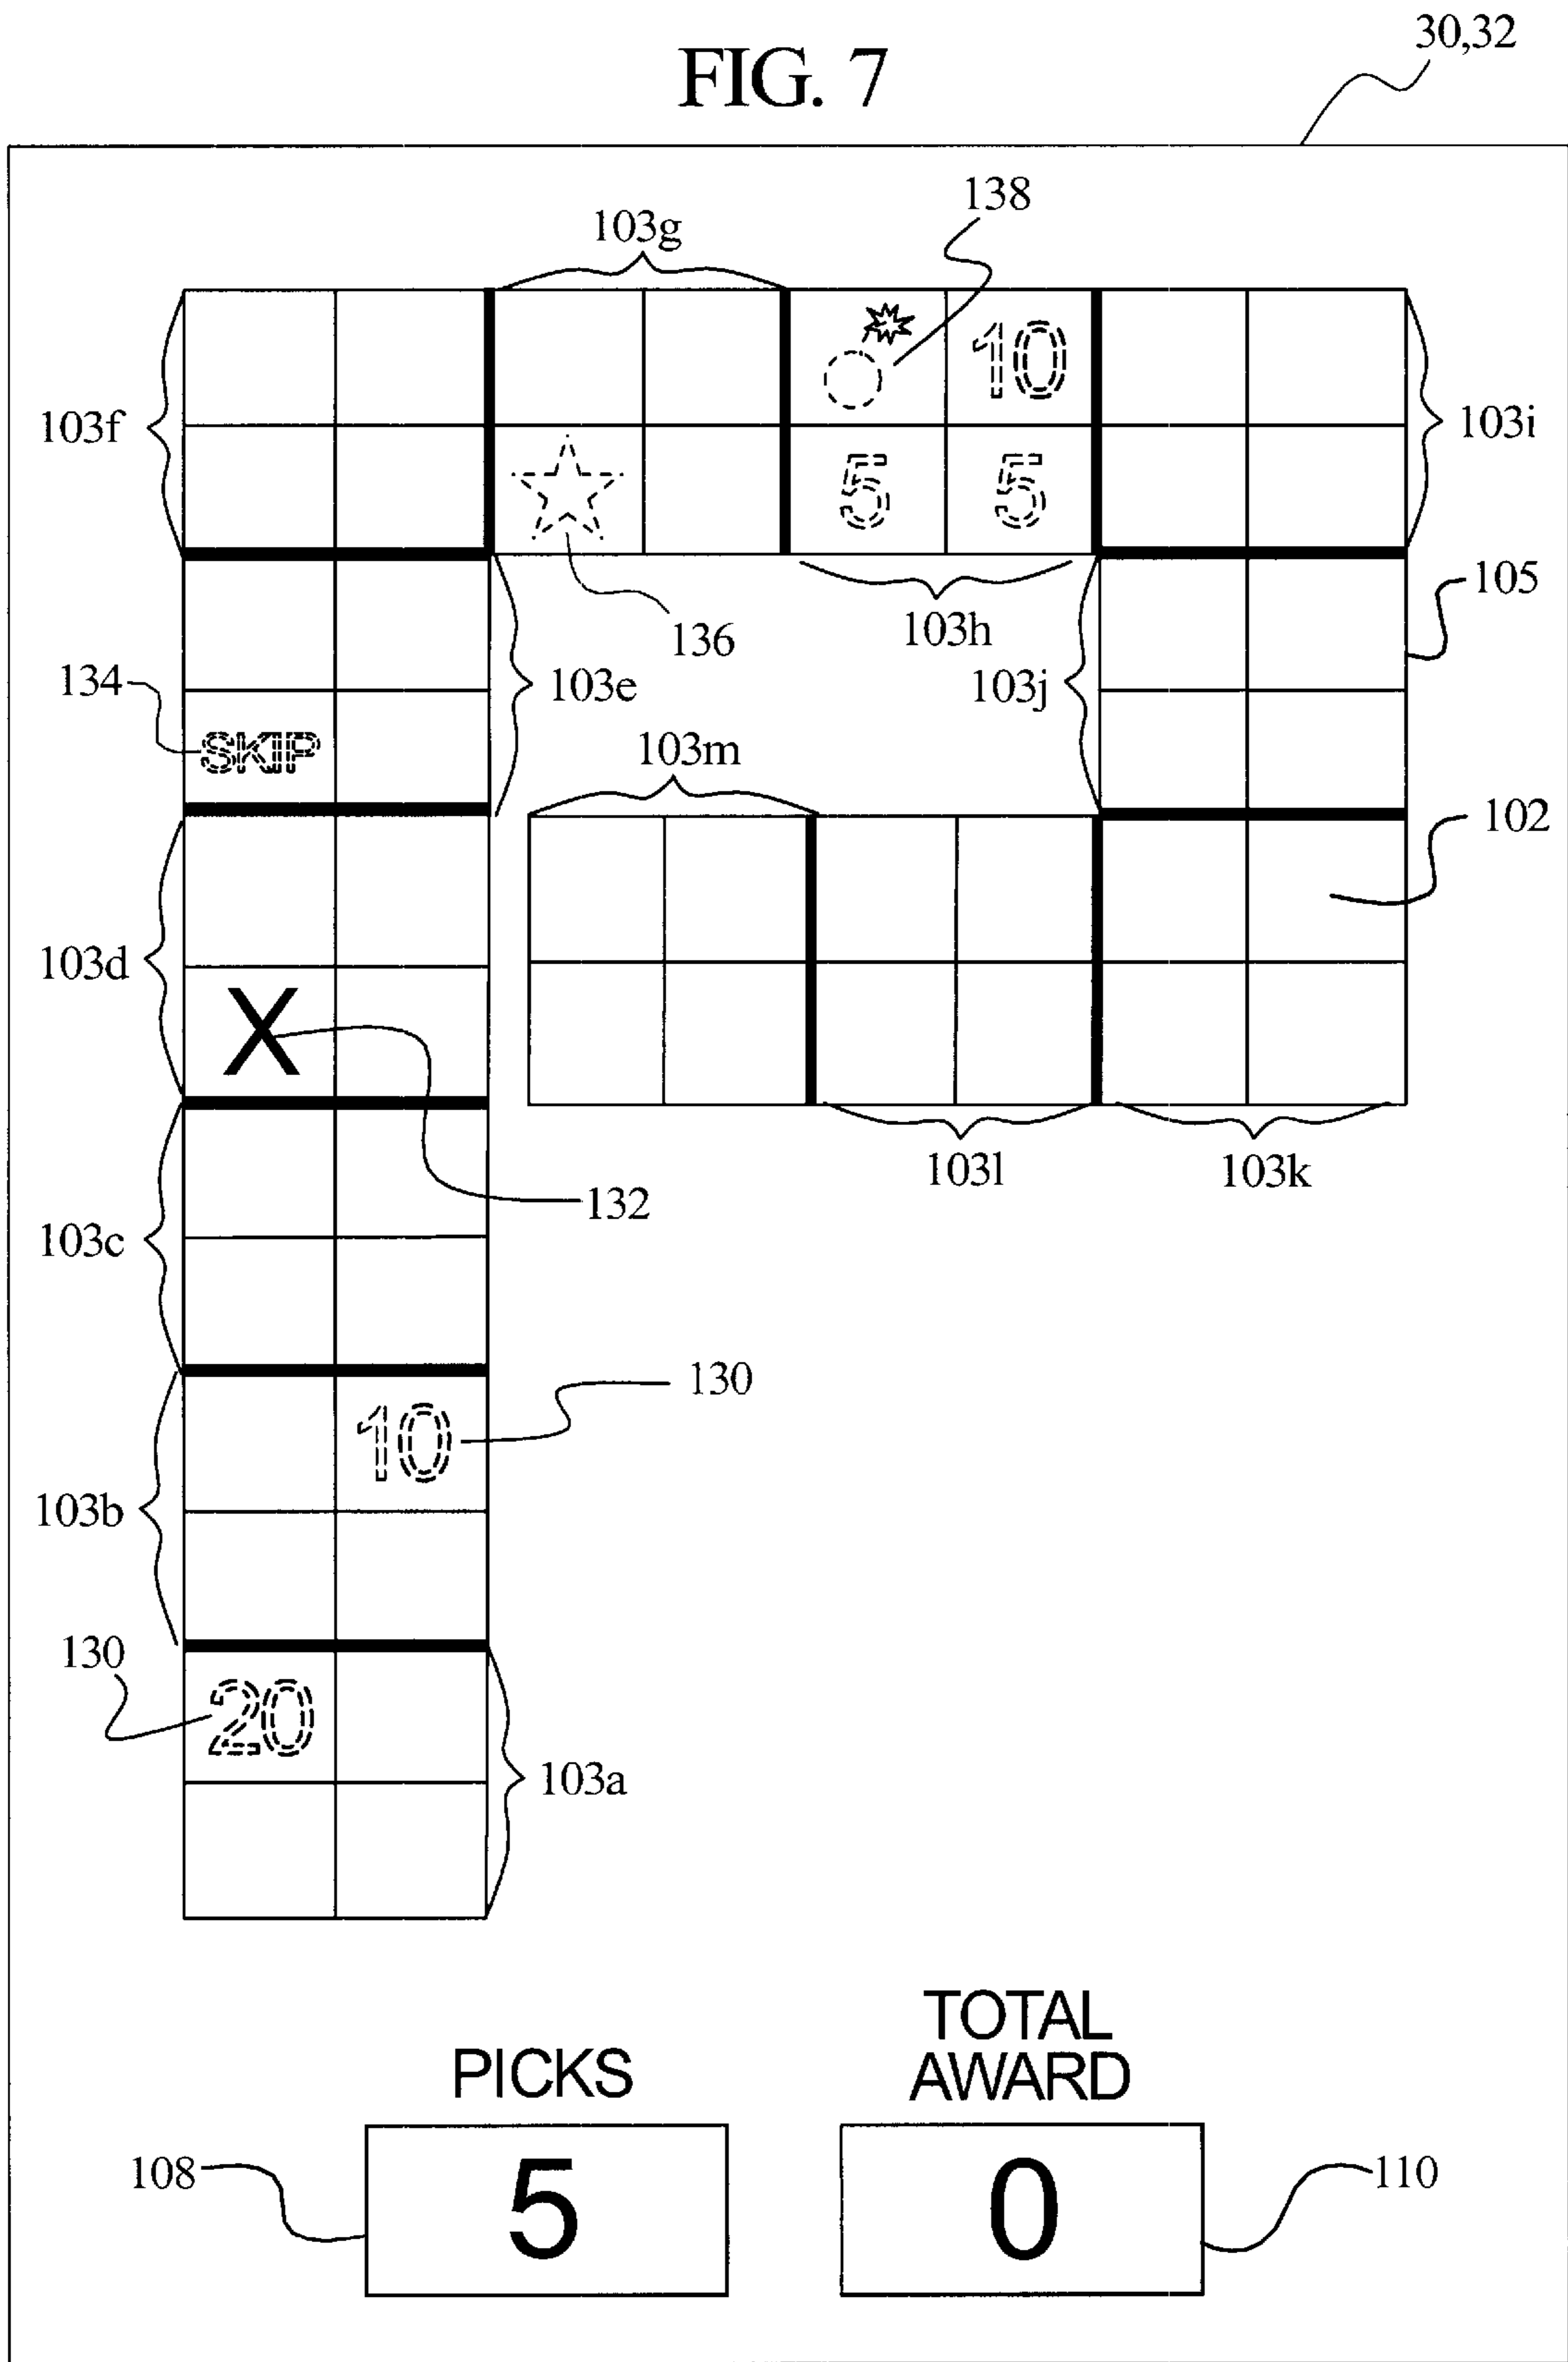 FIG. 7
30,32
138
103g
10
103f
103i
5 5
105
136
103h
134
103e
103j
SKIP
103m
102
103d
X
103l
103k
132
103c
130
10
103b
130
20
103a
TOTAL
PICKS
AWARD
108
5
0
110